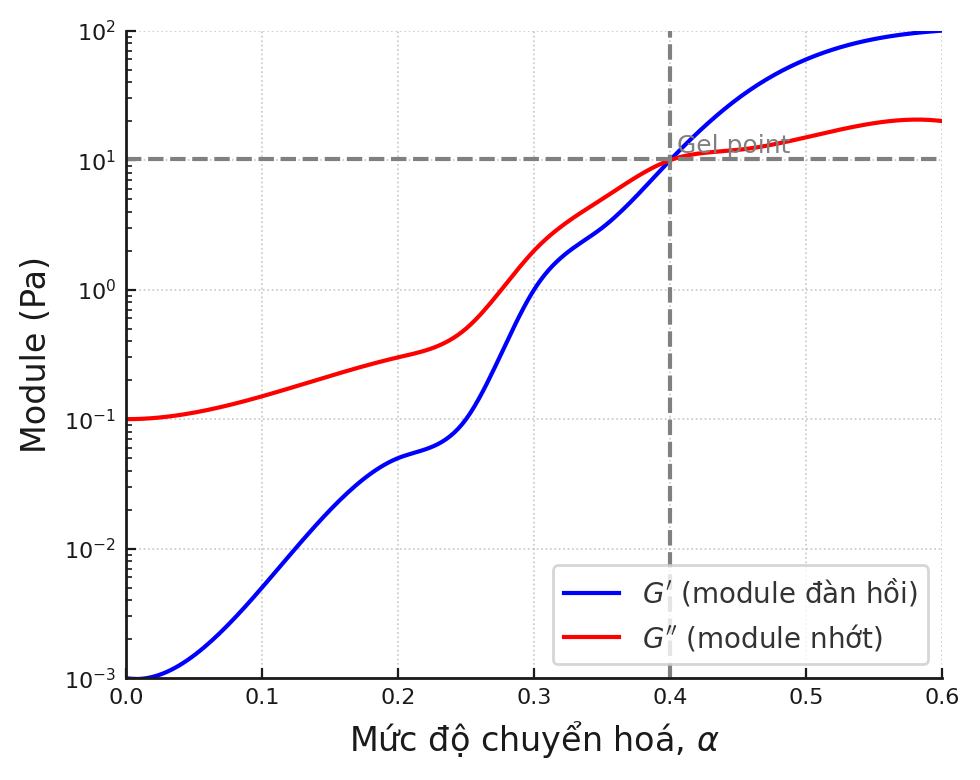 10²
10¹
10⁰
10⁻¹
10⁻²
10⁻³
Module (Pa)
Gel point
G′ (module đàn hồi)
G″ (module nhớt)
0.0 0.1 0.2 0.3 0.4 0.5 0.6
Mức độ chuyển hoá, α